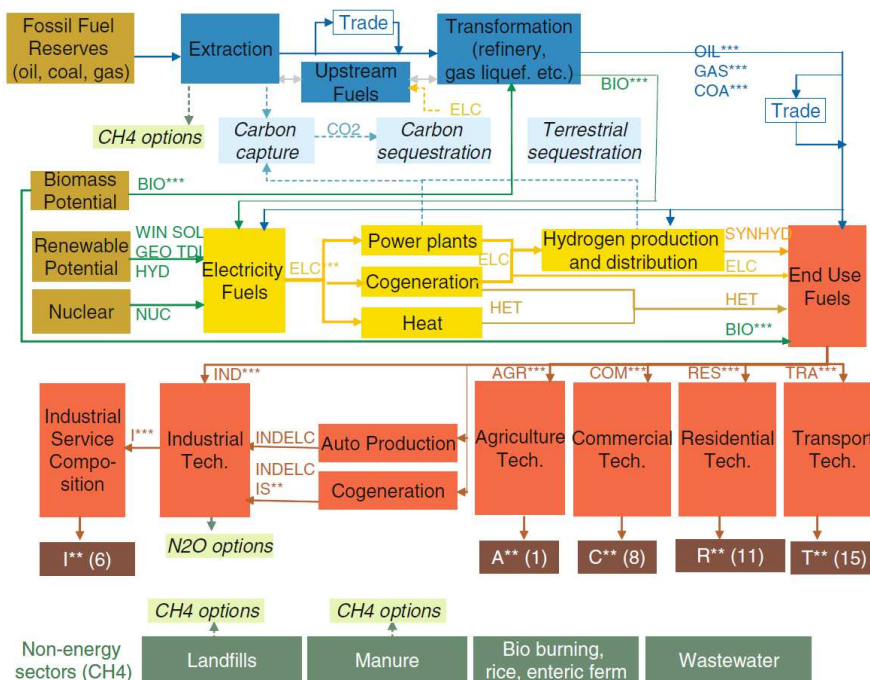 Fossil Fuel
Reserves
(oil, coal, gas)
Extraction
Trade
Transformation
(refinery,
gas liquef. etc.)
Upstream
Fuels
OIL***
GAS***
COA***
BIO***
Trade
ELC
CH4 options
Carbon
capture
CO2
Carbon
sequestration
Terrestrial
sequestration
Biomass
Potential
BIO***
Renewable
Potential
WIN SOL
GEO TDL
HYD
Nuclear
NUC
Electricity
Fuels
ELC***
Power plants
Cogeneration
Heat
ELC
HET
Hydrogen production
and distribution
SYNHYD
ELC
HET
BIO***
End Use
Fuels
IND***
AGR***
COM***
RES***
TRA***
Industrial
Service
Compo-
sition
I***
Industrial
Tech.
INDELC
Auto Production
INDELC
IS**
Cogeneration
Agriculture
Tech.
Commercial
Tech.
Residential
Tech.
Transport
Tech.
I** (6)
N2O options
A** (1)
C** (8)
R** (11)
T** (15)
CH4 options
CH4 options
Non-energy
sectors (CH4)
Landfills
Manure
Bio burning,
rice, enteric ferm
Wastewater